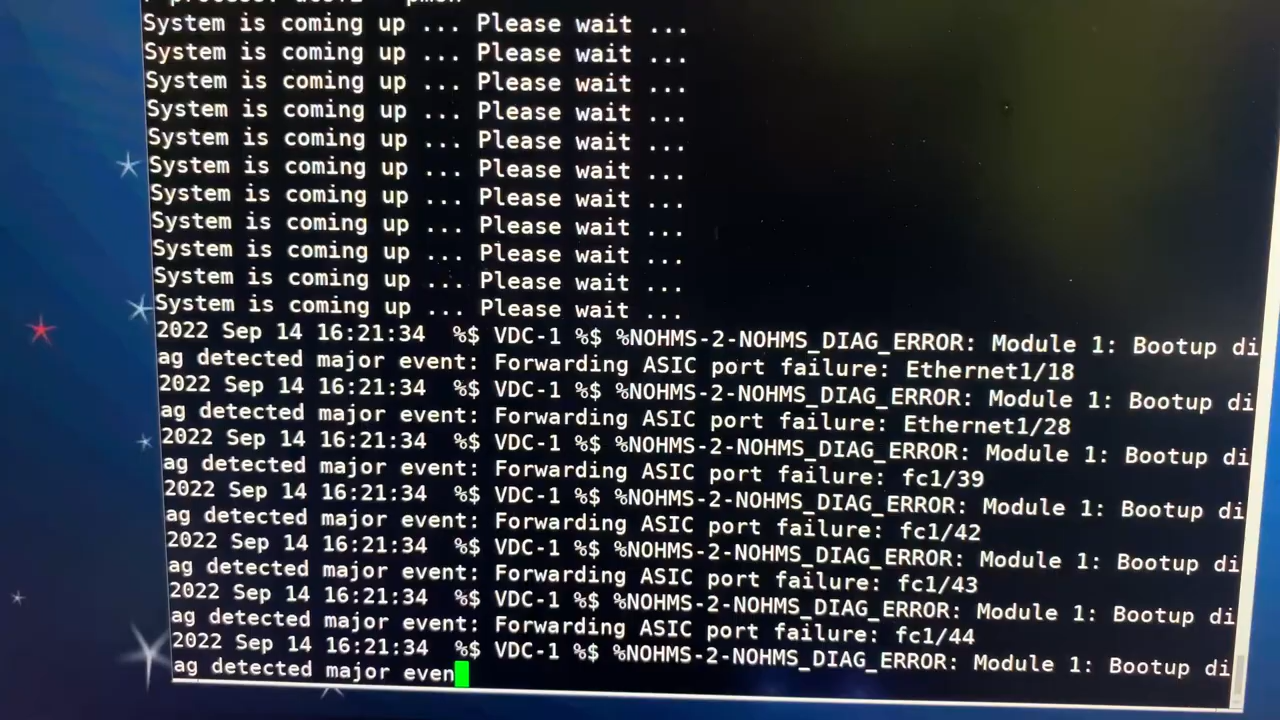 System is coming up ... Please wait ...
System is coming up ... Please wait ...
System is coming up ... Please wait ...
System is coming up ... Please wait ...
System is coming up ... Please wait ...
System is coming up ... Please wait ...
System is coming up ... Please wait ...
System is coming up ... Please wait ...
System is coming up ... Please wait ...
System is coming up ... Please wait ...
System is coming up ... Please wait ...
2022 Sep 14 16:21:34  %$ VDC-1 %$ %NOHMS-2-NOHMS_DIAG_ERROR: Module 1: Bootup di
ag detected major event: Forwarding ASIC port failure: Ethernet1/18
2022 Sep 14 16:21:34  %$ VDC-1 %$ %NOHMS-2-NOHMS_DIAG_ERROR: Module 1: Bootup di
ag detected major event: Forwarding ASIC port failure: Ethernet1/28
2022 Sep 14 16:21:34  %$ VDC-1 %$ %NOHMS-2-NOHMS_DIAG_ERROR: Module 1: Bootup di
ag detected major event: Forwarding ASIC port failure: fc1/39
2022 Sep 14 16:21:34  %$ VDC-1 %$ %NOHMS-2-NOHMS_DIAG_ERROR: Module 1: Bootup di
ag detected major event: Forwarding ASIC port failure: fc1/42
2022 Sep 14 16:21:34  %$ VDC-1 %$ %NOHMS-2-NOHMS_DIAG_ERROR: Module 1: Bootup di
ag detected major event: Forwarding ASIC port failure: fc1/43
2022 Sep 14 16:21:34  %$ VDC-1 %$ %NOHMS-2-NOHMS_DIAG_ERROR: Module 1: Bootup di
ag detected major event: Forwarding ASIC port failure: fc1/44
2022 Sep 14 16:21:34  %$ VDC-1 %$ %NOHMS-2-NOHMS_DIAG_ERROR: Module 1: Bootup di
ag detected major even